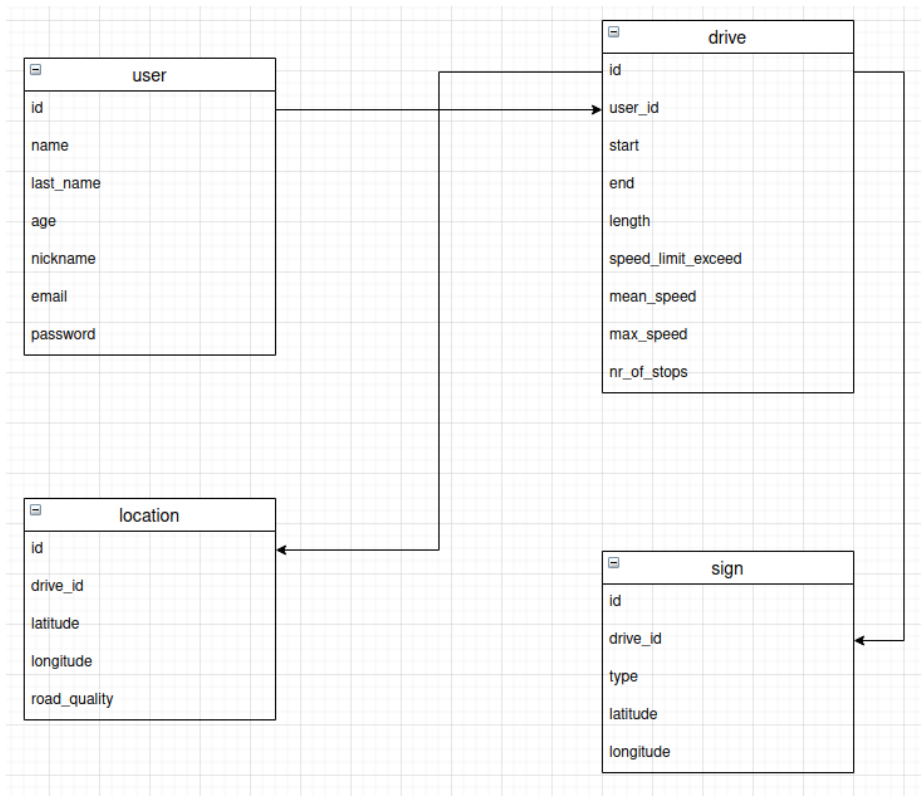 user
id
name
last_name
age
nickname
email
password
drive
id
user_id
start
end
length
speed_limit_exceed
mean_speed
max_speed
nr_of_stops
location
id
drive_id
latitude
longitude
road_quality
sign
id
drive_id
type
latitude
longitude